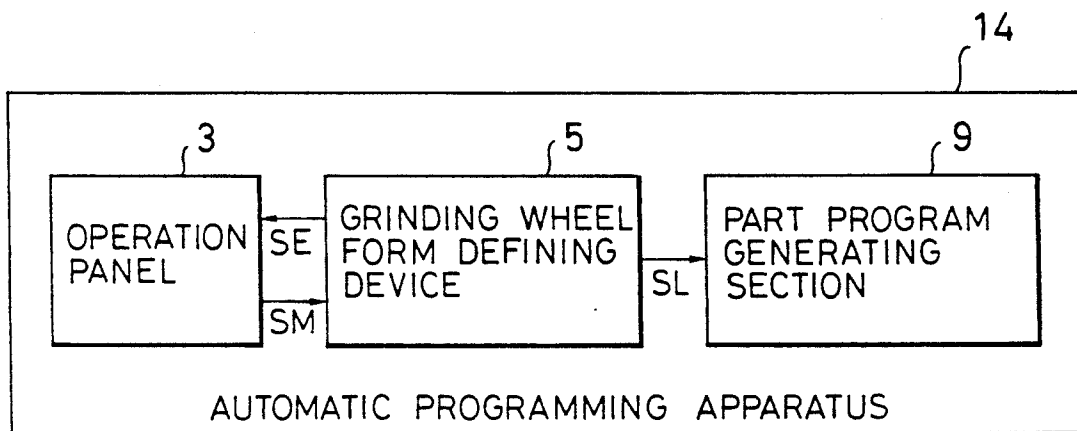 14
3
5
9
OPERATION
PANEL
SE
SM
GRINDING WHEEL
FORM DEFINING
DEVICE
SL
PART PROGRAM
GENERATING
SECTION
AUTOMATIC PROGRAMMING APPARATUS